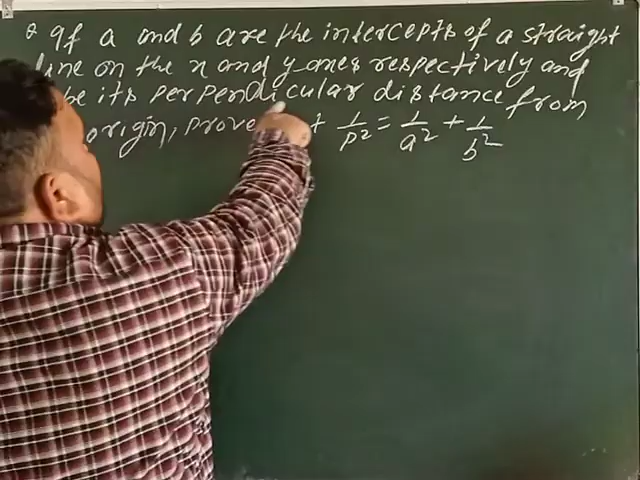 Q If a and b are the intercepts of a straight
line on the x and y axes respectively and
be its perpendicular distance from
origin, prove 1/p² = 1/a² + 1/b²